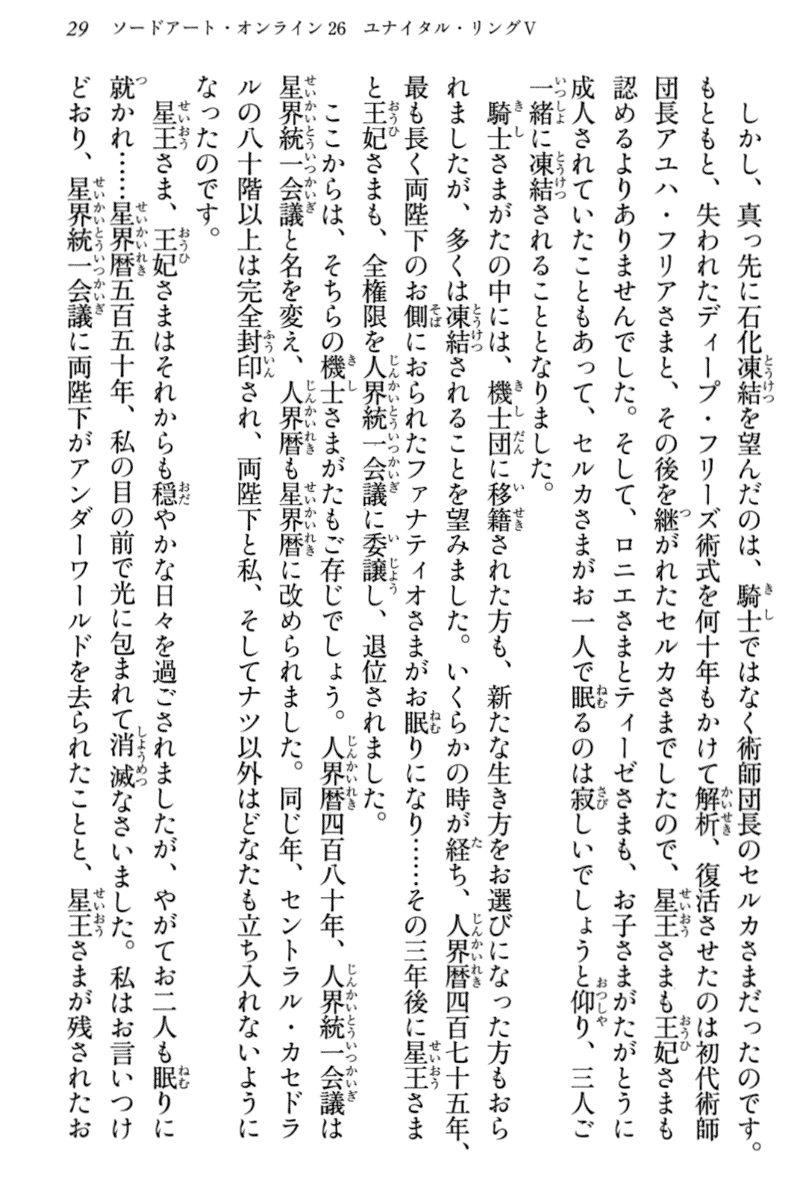 29 ソードアート・オンライン26 ユナイタル・リングⅤ
しかし、真っ先に石化凍結を望んだのは、騎士ではなく術師団長のセルカさまだったのです。
もともと、失われたディープ・フリーズ術式を何十年もかけて解析、復活させたのは初代術師
団長アユハ・フリアさまと、その後を継がれたセルカさまでしたので、星王さまも王妃さまも
認めるよりありませんでした。そして、ロニエさまとティーゼさまも、お子さまがたがとうに
成人されていたこともあって、セルカさまがお一人で眠るのは寂しいでしょうと仰り、三人ご
一緒に凍結されることとなりました。
騎士さまがたの中には、機士団に移籍された方も、新たな生き方をお選びになった方もおら
れましたが、多くは凍結されることを望みました。いくらかの時が経ち、人界暦四百七十五年、
最も長く両陛下のお側におられたファナティオさまがお眠りになり……その三年後に星王さま
と王妃さまも、全権限を人界統一会議に委譲し、退位されました。
ここからは、そちらの機士さまがたもご存じでしょう。人界暦四百八十年、人界統一会議は
星界統一会議と名を変え、人界暦も星界暦に改められました。同じ年、セントラル・カセドラ
ルの八十階以上は完全封印され、両陛下と私、そしてナツ以外はどなたも立ち入れないように
なったのです。
星王さま、王妃さまはそれからも穏やかな日々を過ごされましたが、やがてお二人も眠りに
就かれ……星界暦五百五十年、私の目の前で光に包まれて消滅なさいました。私はお言いつけ
どおり、星界統一会議に両陛下がアンダーワールドを去られたことと、星王さまが残されたお